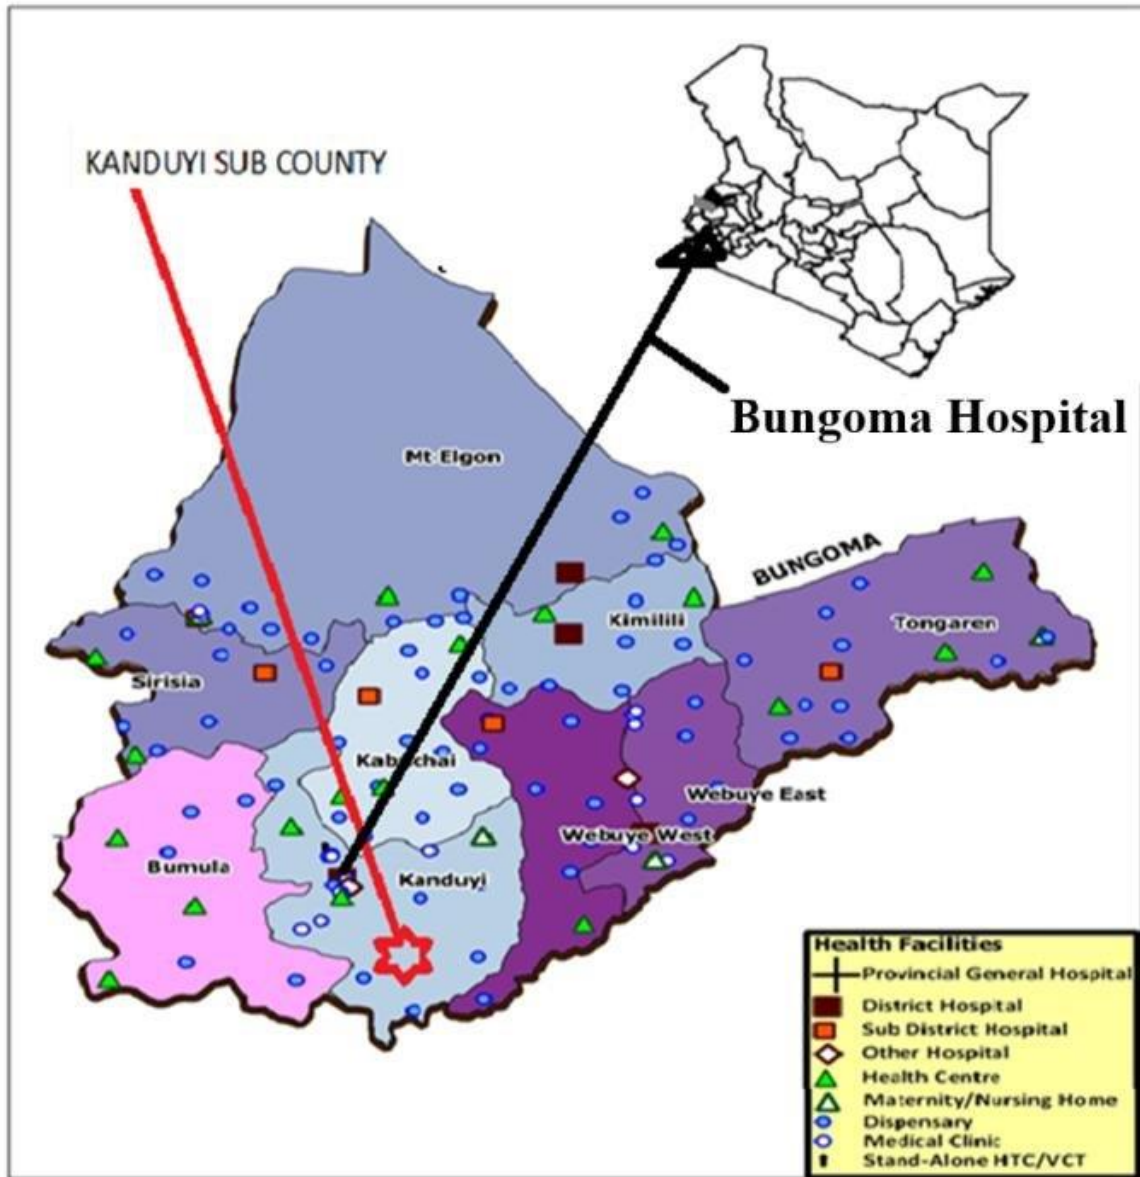 KANDUYI SUB COUNTY
Bungoma Hospital
Mt Elgon
BUNGOMA
Kimilili
Tongaren
Sirisia
Webuye East
Webuye West
Bumula
Kanduyi
Health Facilities
Provincial General Hospital
District Hospital
Sub District Hospital
Other Hospital
Health Centre
Maternity/Nursing Home
Dispensary
Medical Clinic
Stand-Alone HTC/VCT